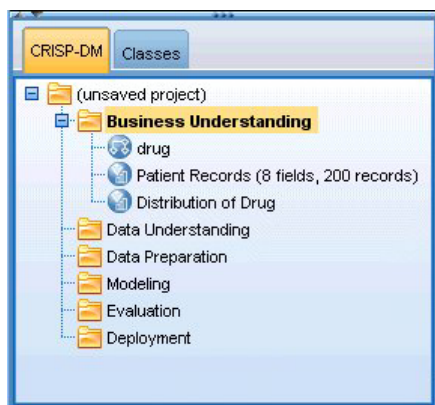 CRISP-DM Classes
(unsaved project)
Business Understanding
drug
Patient Records (8 fields, 200 records)
Distribution of Drug
Data Understanding
Data Preparation
Modeling
Evaluation
Deployment